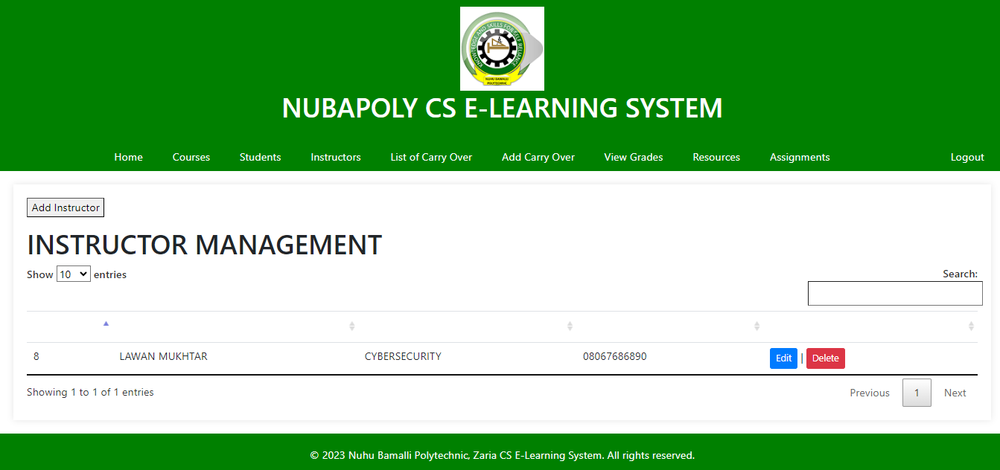 KNOWLEDGE AND SKILLS FOR SELF RELIANCE
NUHU BAMALLI
POLYTECHNIC
NUBAPOLY CS E-LEARNING SYSTEM
Home Courses Students Instructors List of Carry Over Add Carry Over View Grades Resources Assignments Logout
Add Instructor
INSTRUCTOR MANAGEMENT
Show 10 entries
Search:
8 LAWAN MUKHTAR CYBERSECURITY 08067686890 Edit | Delete
Showing 1 to 1 of 1 entries
Previous 1 Next
© 2023 Nuhu Bamalli Polytechnic, Zaria CS E-Learning System. All rights reserved.